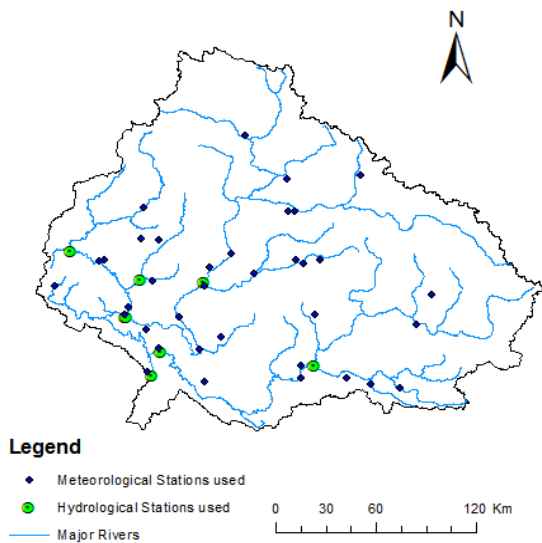 N
Legend
Meteorological Stations used
Hydrological Stations used
Major Rivers
0 30 60 120 Km